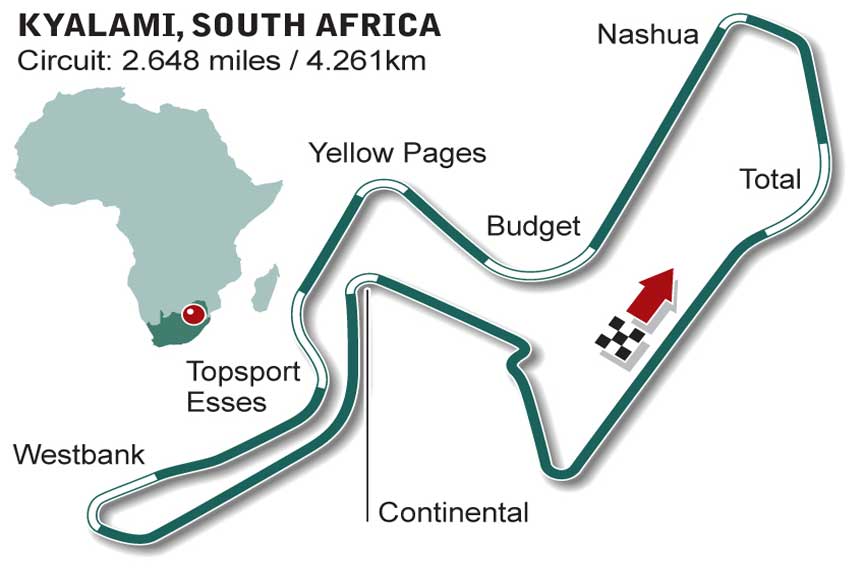 KYALAMI, SOUTH AFRICA
Circuit: 2.648 miles / 4.261km
Nashua
Yellow Pages
Total
Budget
Topsport
Esses
Westbank
Continental